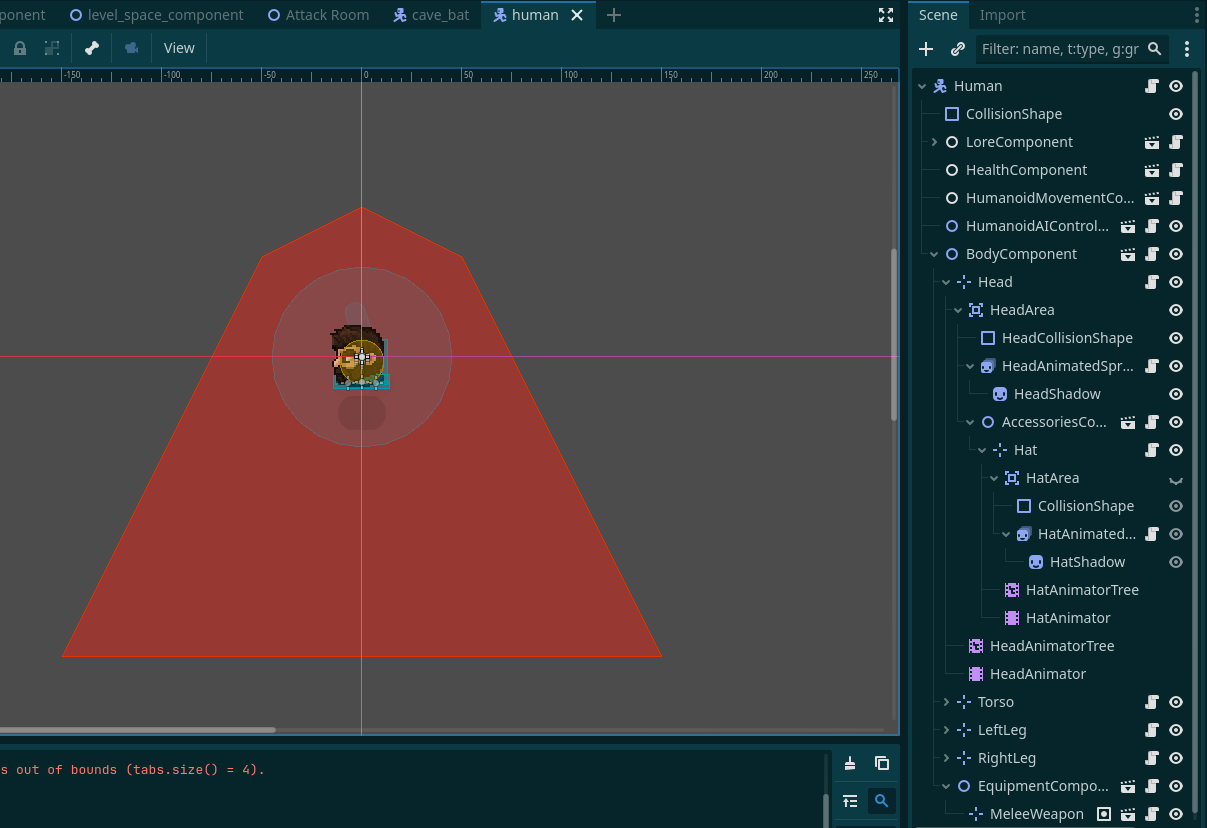 ponent
level_space_component
Attack Room
cave_bat
human
Scene
Import
View
Filter: name, t:type, g:gr
-150
-100
-50
0
50
100
150
200
250
Human
CollisionShape
LoreComponent
HealthComponent
HumanoidMovementCo...
HumanoidAIControl...
BodyComponent
Head
HeadArea
HeadCollisionShape
HeadAnimatedSpr...
HeadShadow
AccessoriesCo...
Hat
HatArea
CollisionShape
HatAnimated...
HatShadow
HatAnimatorTree
HatAnimator
HeadAnimatorTree
HeadAnimator
Torso
LeftLeg
RightLeg
EquipmentCompo...
MeleeWeapon
s out of bounds (tabs.size() = 4).